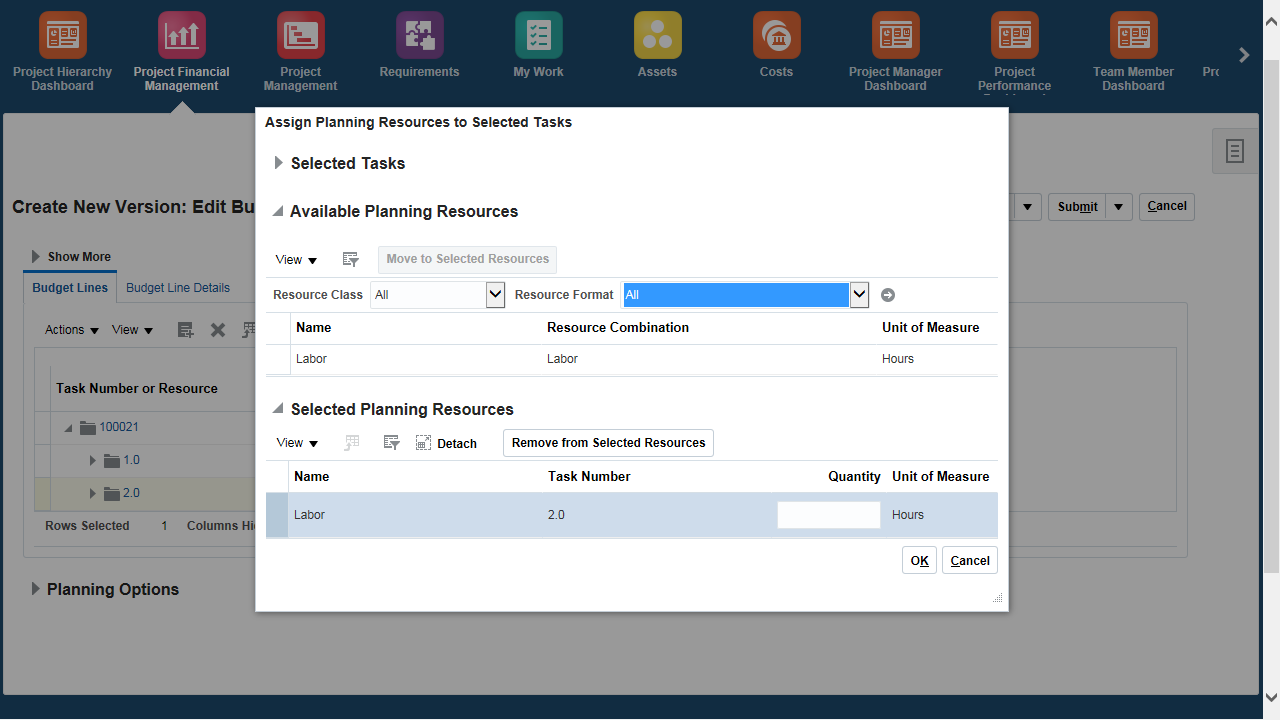 Project Hierarchy
Dashboard
Project Financial
Management
Project
Management
Requirements
My Work
Assets
Costs
Project Manager
Dashboard
Project
Performance
Team Member
Dashboard
Assign Planning Resources to Selected Tasks
Selected Tasks
Create New Version: Edit Bu
Submit
Cancel
Available Planning Resources
Show More
View
Move to Selected Resources
Budget Lines
Budget Line Details
Resource Class
All
Resource Format
All
Actions
View
Name
Resource Combination
Unit of Measure
Labor
Labor
Hours
Task Number or Resource
Selected Planning Resources
100021
View
Detach
Remove from Selected Resources
1.0
Name
Task Number
Quantity
Unit of Measure
2.0
Labor
2.0
Hours
Rows Selected 1 Columns Hi
OK
Cancel
Planning Options